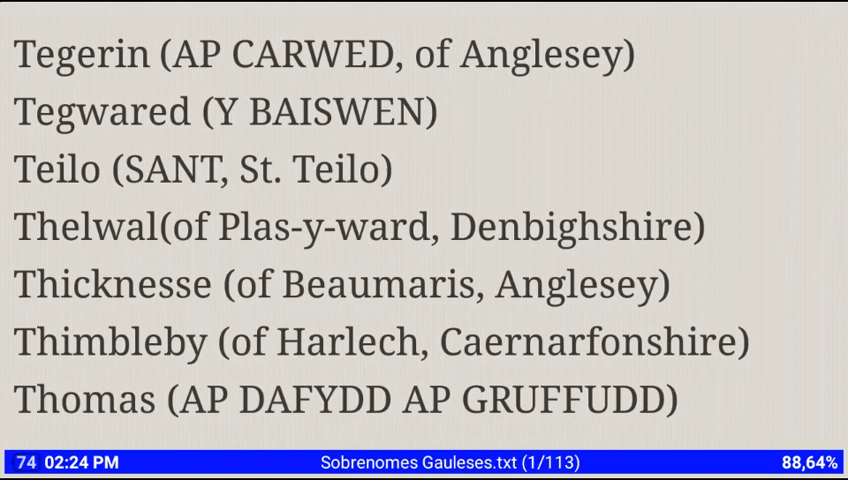 Tegerin (AP CARWED, of Anglesey)
Tegwared (Y BAISWEN)
Teilo (SANT, St. Teilo)
Thelwal(of Plas-y-ward, Denbighshire)
Thicknesse (of Beaumaris, Anglesey)
Thimbleby (of Harlech, Caernarfonshire)
Thomas (AP DAFYDD AP GRUFFUDD)
74 02:24 PM Sobrenomes Gauleses.txt (1/113) 88,64%